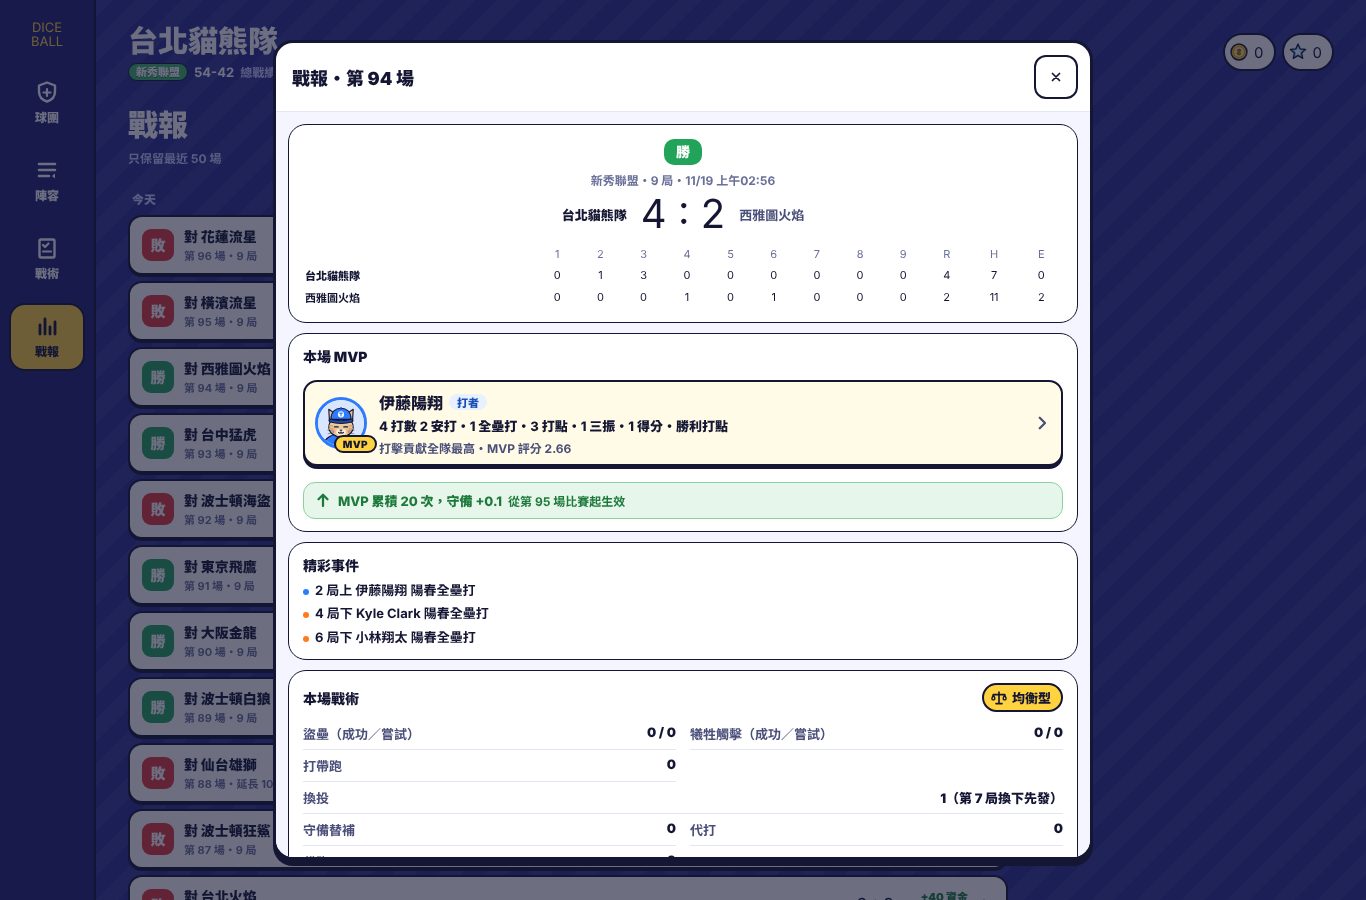 DICE
BALL
球團
陣容
戰術
戰報
台北貓熊隊
新秀聯盟 54-42 總戰績
0
0
戰報
只保留最近 50 場
今天
敗 對 花蓮流星
第 96 場・9 局
敗 對 橫濱流星
第 95 場・9 局
勝 對 西雅圖火焰
第 94 場・9 局
勝 對 台中猛虎
第 93 場・9 局
敗 對 波士頓海盜
第 92 場・9 局
勝 對 東京飛鷹
第 91 場・9 局
勝 對 大阪金龍
第 90 場・9 局
勝 對 波士頓白狼
第 89 場・9 局
敗 對 仙台雄獅
第 88 場・延長 10
敗 對 波士頓狂鯊
第 87 場・9 局
對 台北火焰
+40 資金
戰報・第 94 場
×
勝
新秀聯盟・9 局・11/19 上午02:56
台北貓熊隊 4 : 2 西雅圖火焰
1 2 3 4 5 6 7 8 9 R H E
台北貓熊隊 0 1 3 0 0 0 0 0 0 4 7 0
西雅圖火焰 0 0 0 1 0 1 0 0 0 2 11 2
本場 MVP
伊藤陽翔 打者
4 打數 2 安打・1 全壘打・3 打點・1 三振・1 得分・勝利打點
MVP
打擊貢獻全隊最高・MVP 評分 2.66
↑ MVP 累積 20 次，守備 +0.1 從第 95 場比賽起生效
精彩事件
2 局上 伊藤陽翔 陽春全壘打
4 局下 Kyle Clark 陽春全壘打
6 局下 小林翔太 陽春全壘打
本場戰術 均衡型
盜壘（成功／嘗試） 0 / 0 犧牲觸擊（成功／嘗試） 0 / 0
打帶跑 0
換投 1（第 7 局換下先發）
守備替補 0 代打 0